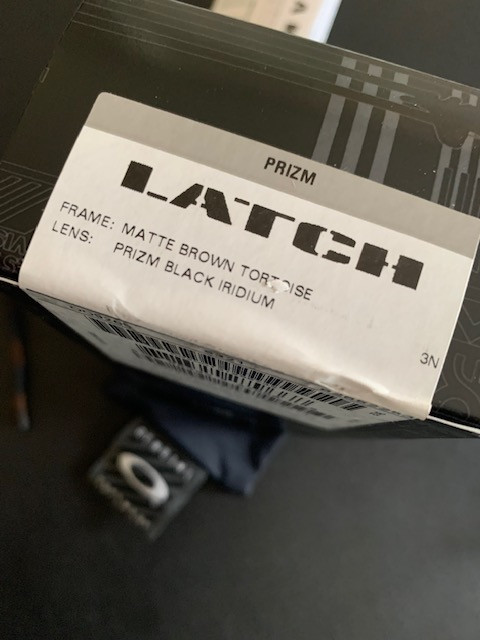 PRIZM
LATCH
FRAME: MATTE BROWN TORTOISE
LENS: PRIZM BLACK IRIDIUM
3N